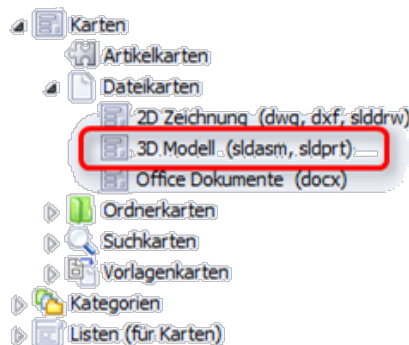 Karten
Artikelkarten
Dateikarten
2D Zeichnung (dwg, dxf, slddrw)
3D Modell (sldasm, sldprt)
Office Dokumente (docx)
Ordnerkarten
Suchkarten
Vorlagenkarten
Kategorien
Listen (für Karten)